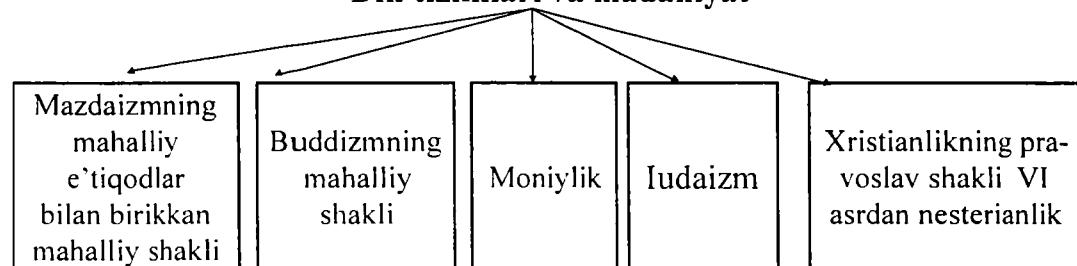 Mazdaizmning
mahalliy
e'tiqodlar
bilan birikkan
mahalliy shakli
Buddizmning
mahalliy
shakli
Moniylik
Iudaizm
Xristianlikning pra-
voslav shakli VI
asrdan nesterianlik